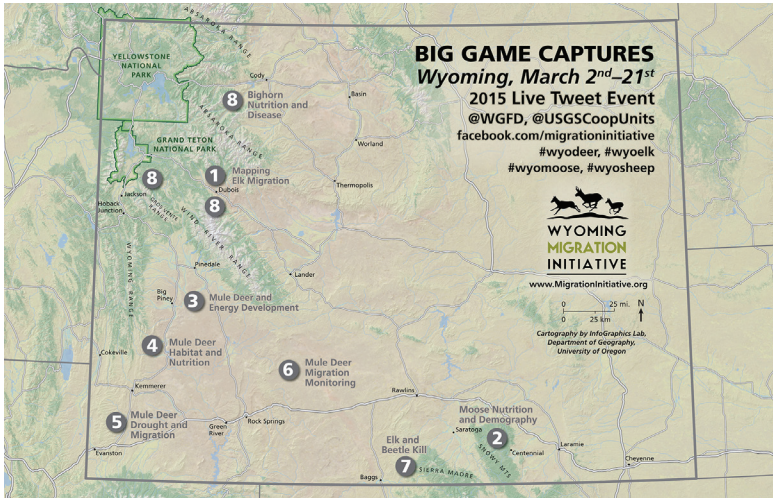 BIG GAME CAPTURES
Wyoming, March 2nd–21st
2015 Live Tweet Event
@WGFD, @USGSCoopUnits
facebook.com/migrationinitiative
#wyodeer, #wyoelk
#wyomoose, #wyosheep
WYOMING
MIGRATION
INITIATIVE
www.MigrationInitiative.org
0 25 mi.
0 25 km
N
Cartography by InfoGraphics Lab,
Department of Geography,
University of Oregon
ABSAROKA RANGE
YELLOWSTONE
NATIONAL
PARK
Cody
8
Bighorn
Nutrition and
Disease
Basin
ABSAROKA RANGE
GRAND TETON
NATIONAL PARK
Worland
8
1
Mapping
Elk Migration
Dubois
8
Thermopolis
Jackson
Hoback
Junction
GROS VENTRE
RANGE
WIND RIVER RANGE
WYOMING RANGE
Pinedale
Lander
Big
Piney
3
Mule Deer and
Energy Development
4
Mule Deer
Habitat and
Nutrition
Cokeville
6
Mule Deer
Migration
Monitoring
Kemmerer
Rawlins
5
Mule Deer
Drought and
Migration
Green
River
Rock Springs
Evanston
Moose Nutrition
and Demography
Saratoga
2
Centennial
SNOWY MTS
Laramie
Cheyenne
Elk and
Beetle Kill
7
SIERRA MADRE
Baggs